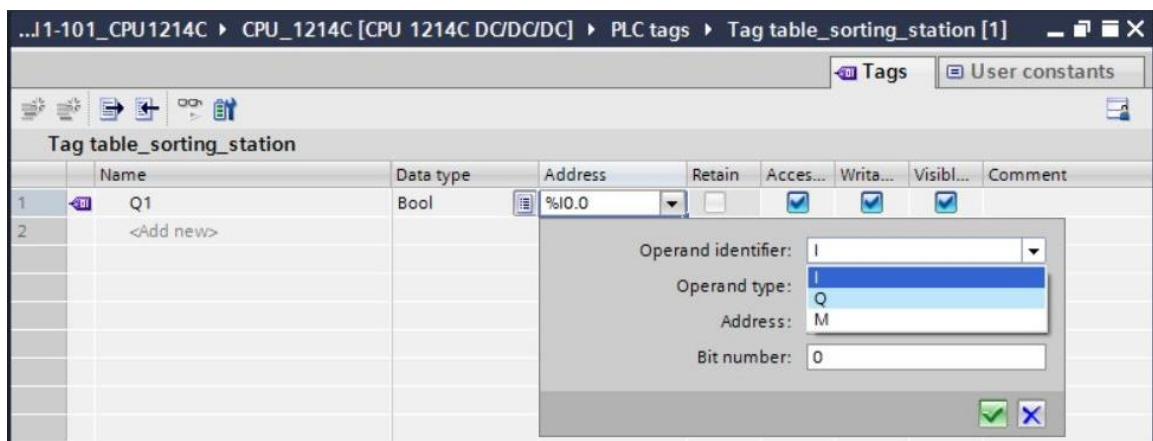 ...11-101_CPU1214C ▸ CPU_1214C [CPU 1214C DC/DC/DC] ▸ PLC tags ▸ Tag table_sorting_station [1]
Tags User constants
Tag table_sorting_station
Name Data type Address Retain Acces... Writa... Visibl... Comment
1 Q1 Bool %I0.0
2 <Add new>
Operand identifier: I
I
Operand type:
Q
Address: M
Bit number: 0